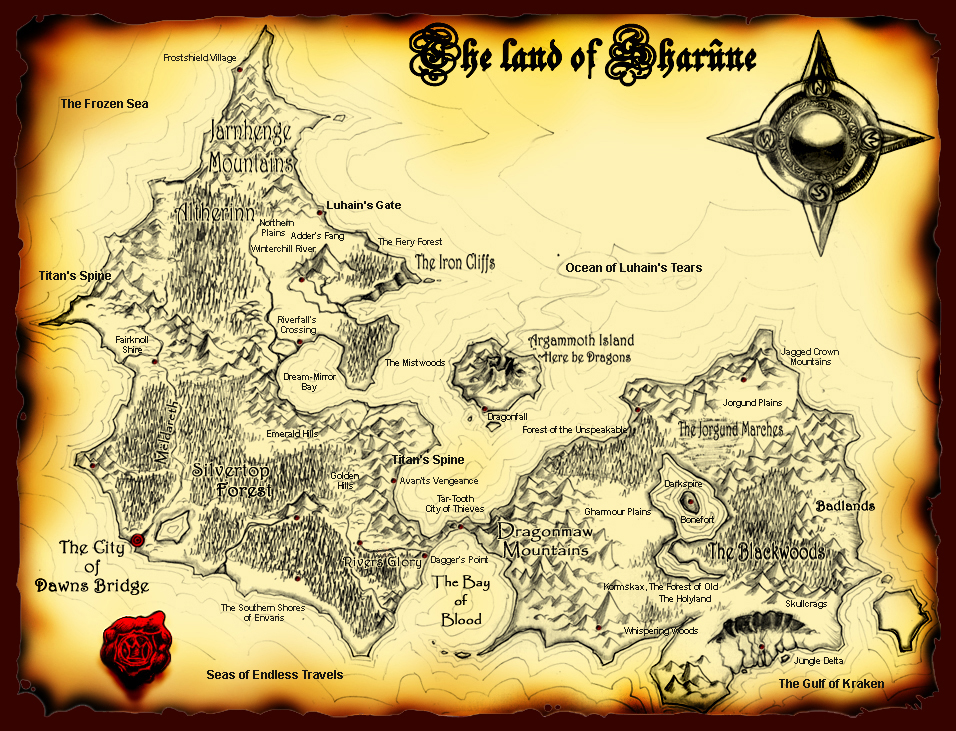 The land of Sharûne
Frostshield Village
The Frozen Sea
Jarnhenge
Mountains
N
Altherinn
Luhain's Gate
Northern
Plains
Adder's Fang
Winterchill River
The Fiery Forest
The Iron Cliffs
Titan's Spine
Ocean of Luhain's Tears
S
Riverfall's
Crossing
Fairknoll
Shire
The Mistwoods
Dream-Mirror
Bay
Argammoth Island
Here be Dragons
Jagged Crown
Mountains
Jorgund Plains
Dragonfall
Forest of the Unspeakable
The Jorgund Marches
Meldareth
Emerald Hills
Silvertop
Forest
Titan's Spine
Golden
Hills
Avan'ts Vengeance
Tar-Tooth
City of Thieves
Darkspire
Gharmour Plains
Bonefort
Badlands
Dragonmaw
Mountains
The Blackwoods
The City
of
Dawns Bridge
Rivers Glory
Dagger's Point
The Bay
of
Blood
Kormskax, The Forest of Old
The Holyland
Skullcrags
The Southern Shores
of Envaris
Whispering Woods
Jungle Delta
Seas of Endless Travels
The Gulf of Kraken